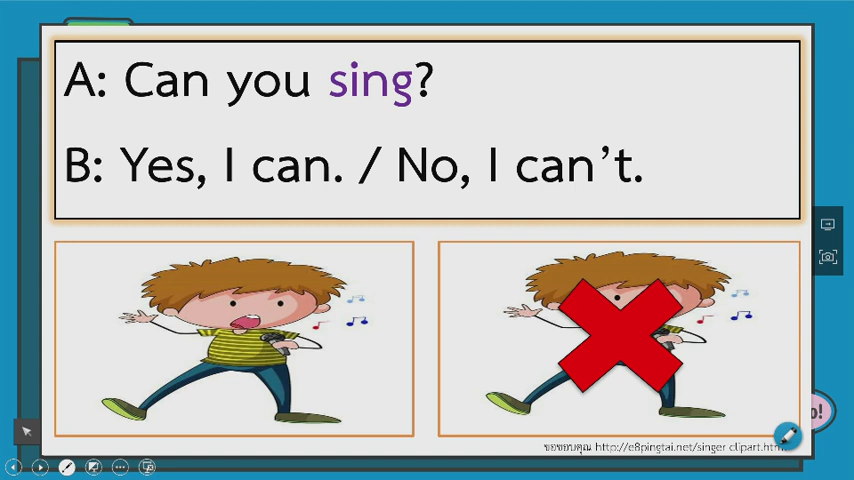 A: Can you sing?
B: Yes, I can. / No, I can't.
o!
ขอขอบคุณ http://e8pingtai.net/singer clipart.htm